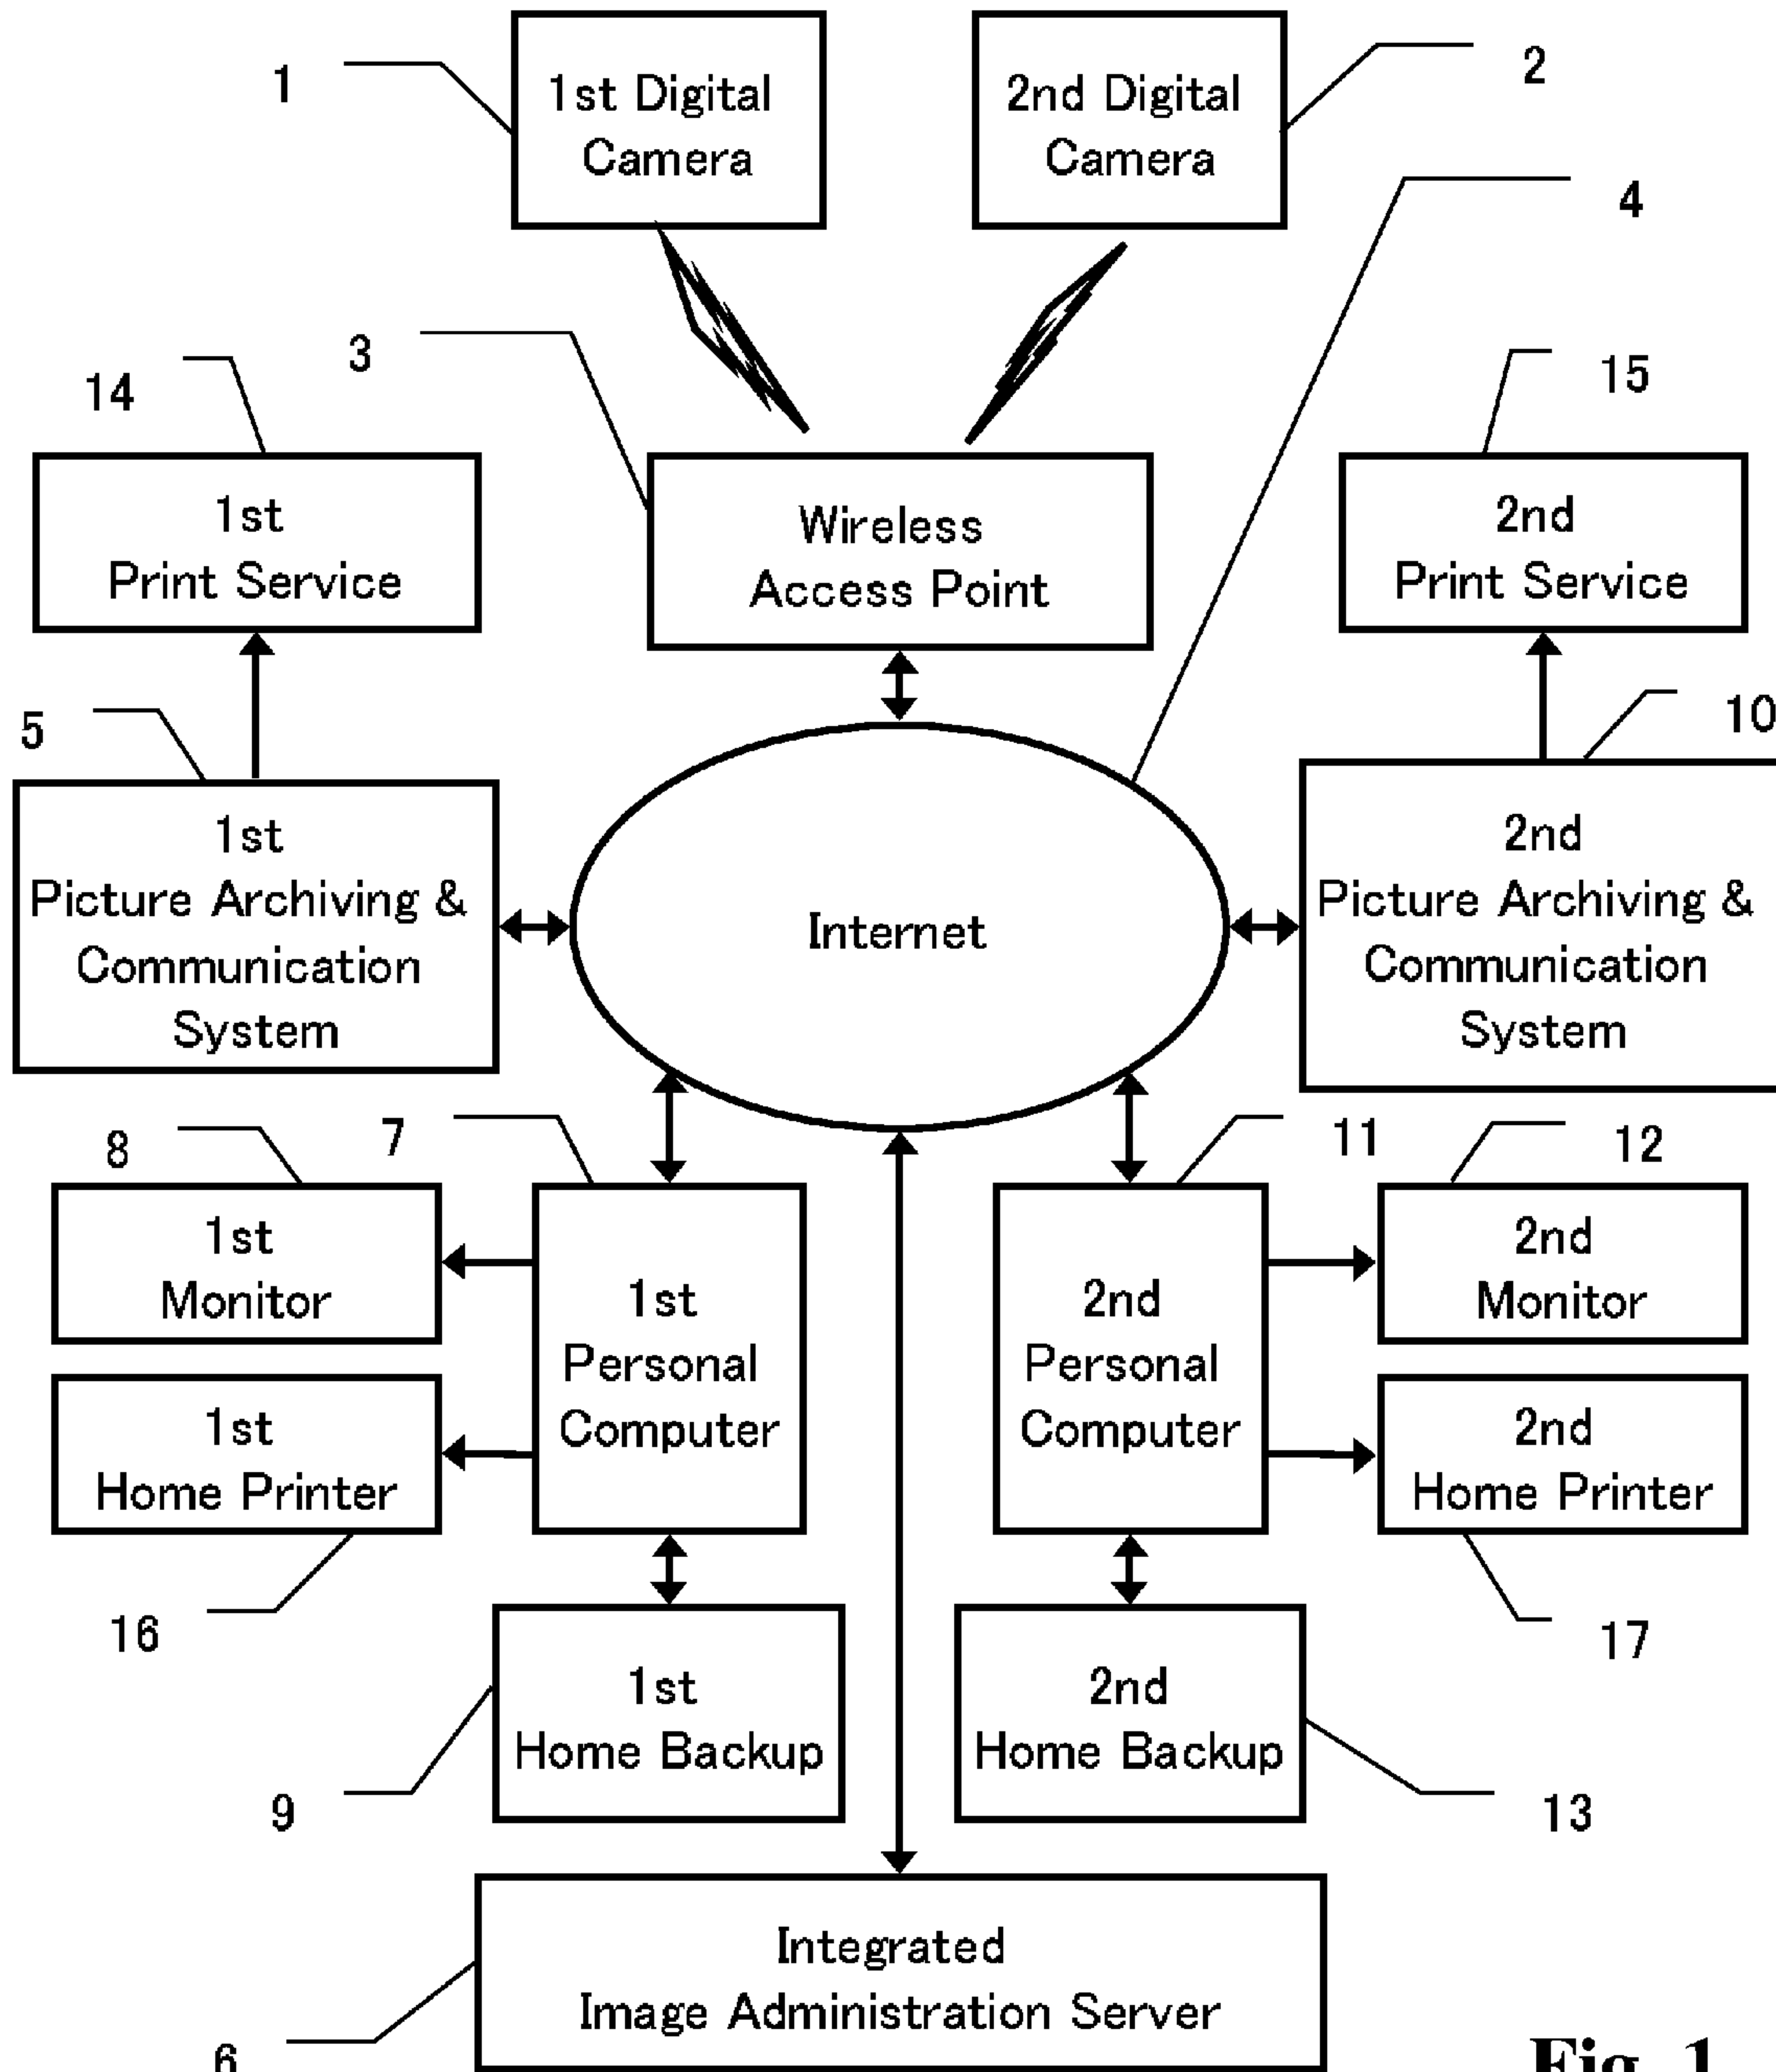 1
1st Digital
Camera
2nd Digital
Camera
2
4
3
14
15
1st
Print Service
Wireless
Access Point
2nd
Print Service
5
10
1st
Picture Archiving &
Communication
System
Internet
2nd
Picture Archiving &
Communication
System
8
7
11
12
1st
Monitor
1st
Personal
Computer
2nd
Personal
Computer
2nd
Monitor
1st
Home Printer
2nd
Home Printer
16
17
1st
Home Backup
2nd
Home Backup
9
13
Integrated
Image Administration Server
6
Fig. 1